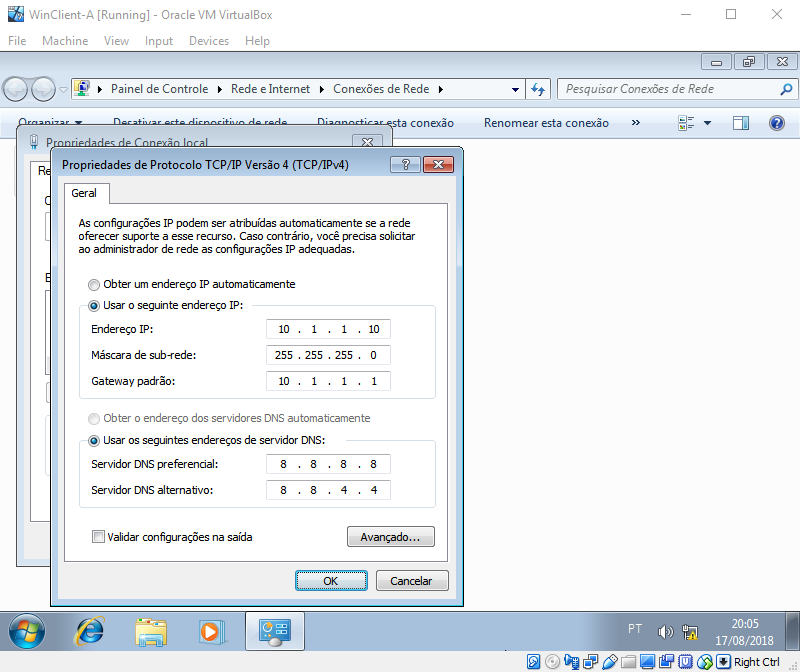 WinClient-A [Running] - Oracle VM VirtualBox
File Machine View Input Devices Help
Painel de Controle Rede e Internet Conexões de Rede
Pesquisar Conexões de Rede
Organizar Desativar este dispositivo de rede Diagnosticar esta conexão Renomear esta conexão »
Propriedades de Conexão local
Propriedades de Protocolo TCP/IP Versão 4 (TCP/IPv4)
Geral
As configurações IP podem ser atribuídas automaticamente se a rede
oferecer suporte a esse recurso. Caso contrário, você precisa solicitar
ao administrador de rede as configurações IP adequadas.
Obter um endereço IP automaticamente
Usar o seguinte endereço IP:
Endereço IP: 10 . 1 . 1 . 10
Máscara de sub-rede: 255 . 255 . 255 . 0
Gateway padrão: 10 . 1 . 1 . 1
Obter o endereço dos servidores DNS automaticamente
Usar os seguintes endereços de servidor DNS:
Servidor DNS preferencial: 8 . 8 . 8 . 8
Servidor DNS alternativo: 8 . 8 . 4 . 4
Validar configurações na saída
Avançado...
OK Cancelar
PT
20:05
17/08/2018
Right Ctrl